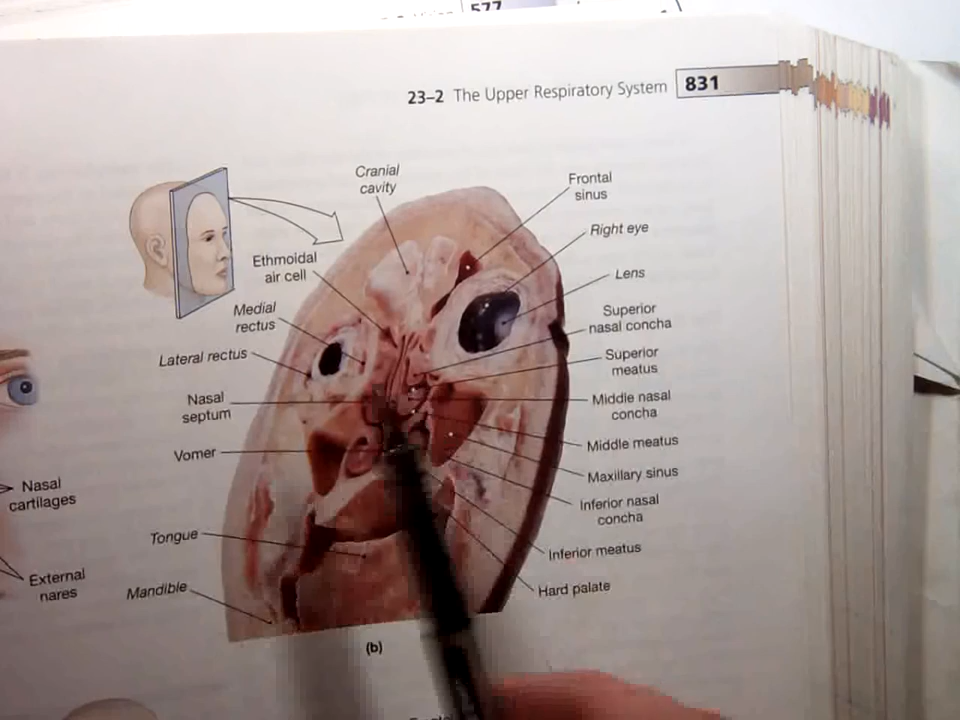 577
23–2 The Upper Respiratory System 831
Cranial
cavity
Frontal
sinus
Right eye
Ethmoidal
air cell
Lens
Medial
rectus
Superior
nasal concha
Lateral rectus
Superior
meatus
Nasal
septum
Middle nasal
concha
Vomer
Middle meatus
Maxillary sinus
Nasal
cartilages
Inferior nasal
concha
Tongue
Inferior meatus
External
nares
Mandible
Hard palate
(b)